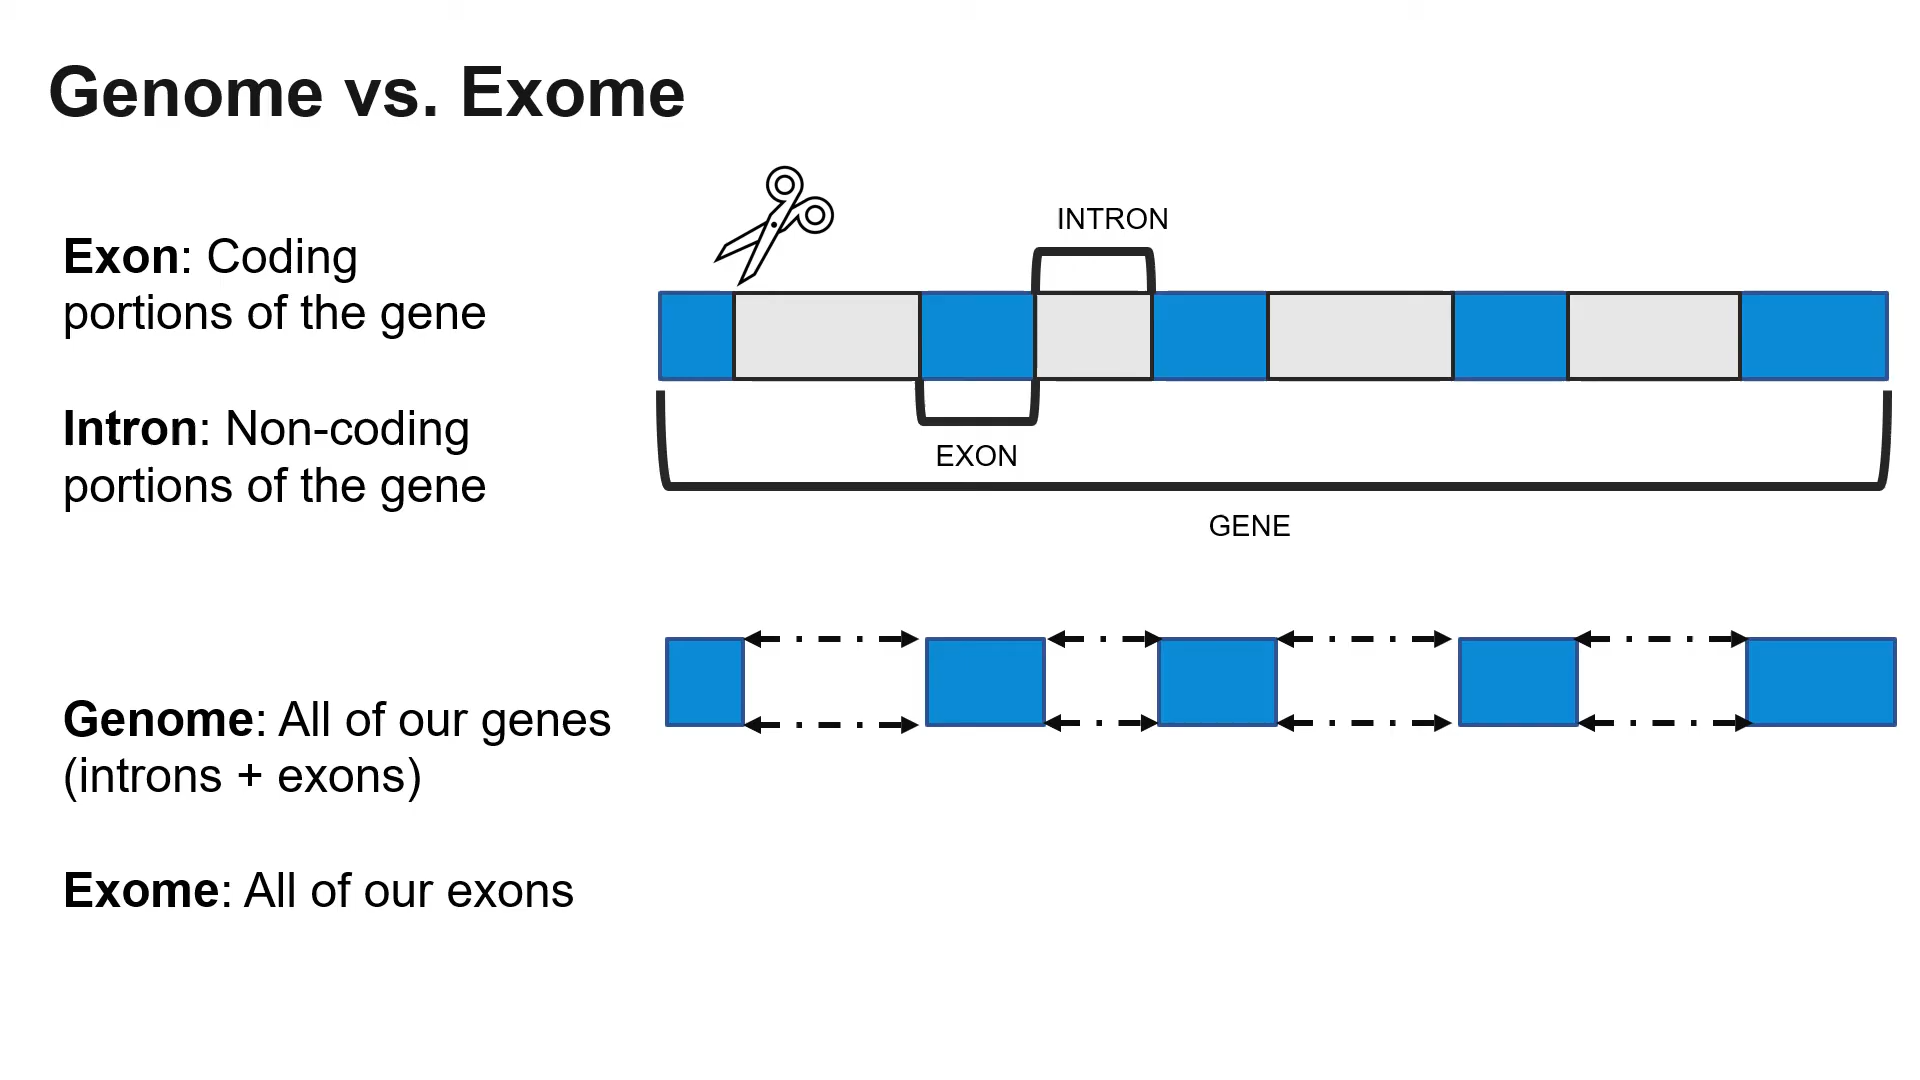 Genome vs. Exome
Exon: Coding
portions of the gene
Intron: Non-coding
portions of the gene
INTRON
EXON
GENE
Genome: All of our genes
(introns + exons)
Exome: All of our exons